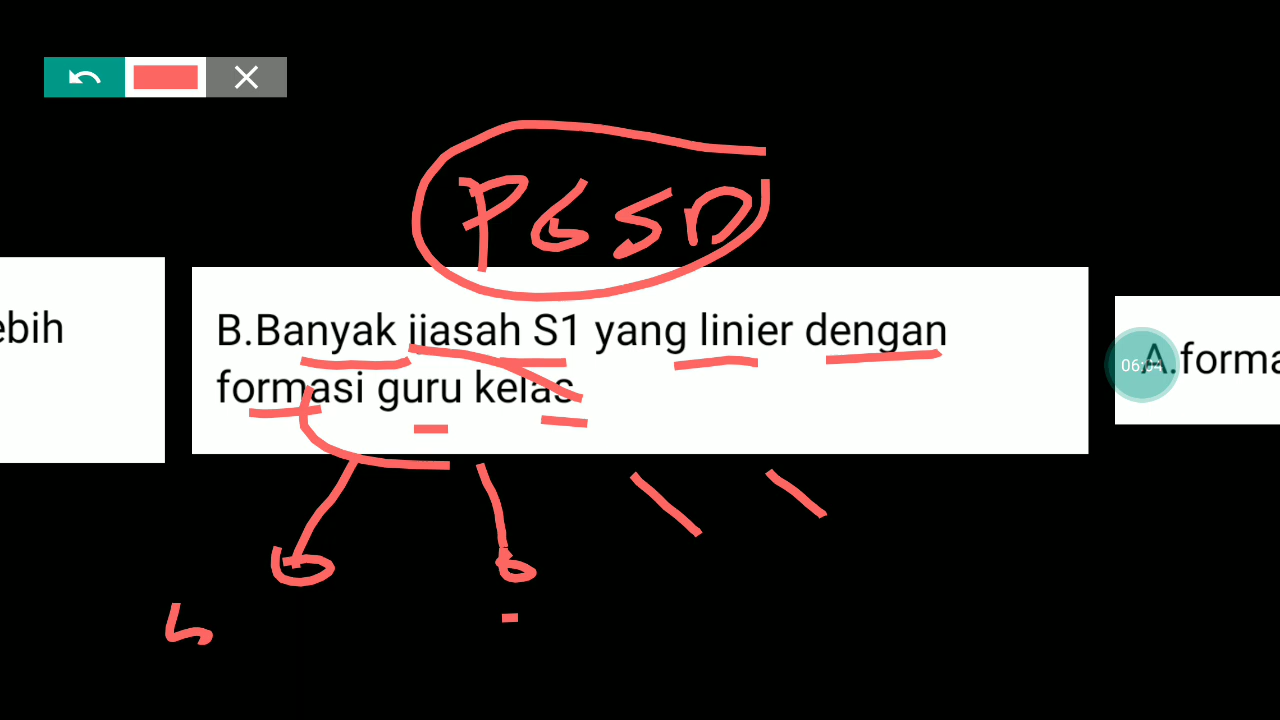 PGSD
ebih
B.Banyak ijasah S1 yang linier dengan
formasi guru kelas
A.forma
06:04